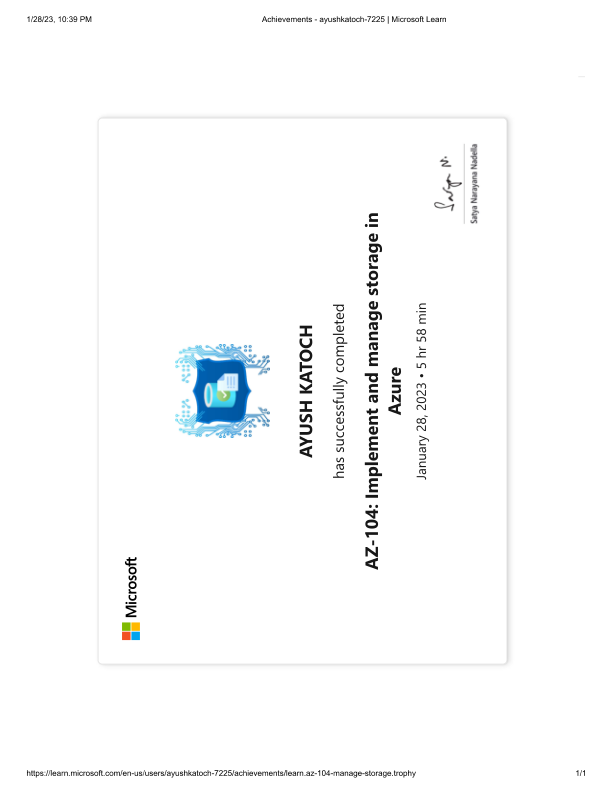 1/28/23, 10:39 PM
Achievements - ayushkatoch-7225 | Microsoft Learn
Microsoft
AYUSH KATOCH
has successfully completed
AZ-104: Implement and manage storage in
Azure
January 28, 2023 • 5 hr 58 min
Satya N.
Satya Narayana Nadella
https://learn.microsoft.com/en-us/users/ayushkatoch-7225/achievements/learn.az-104-manage-storage.trophy
1/1